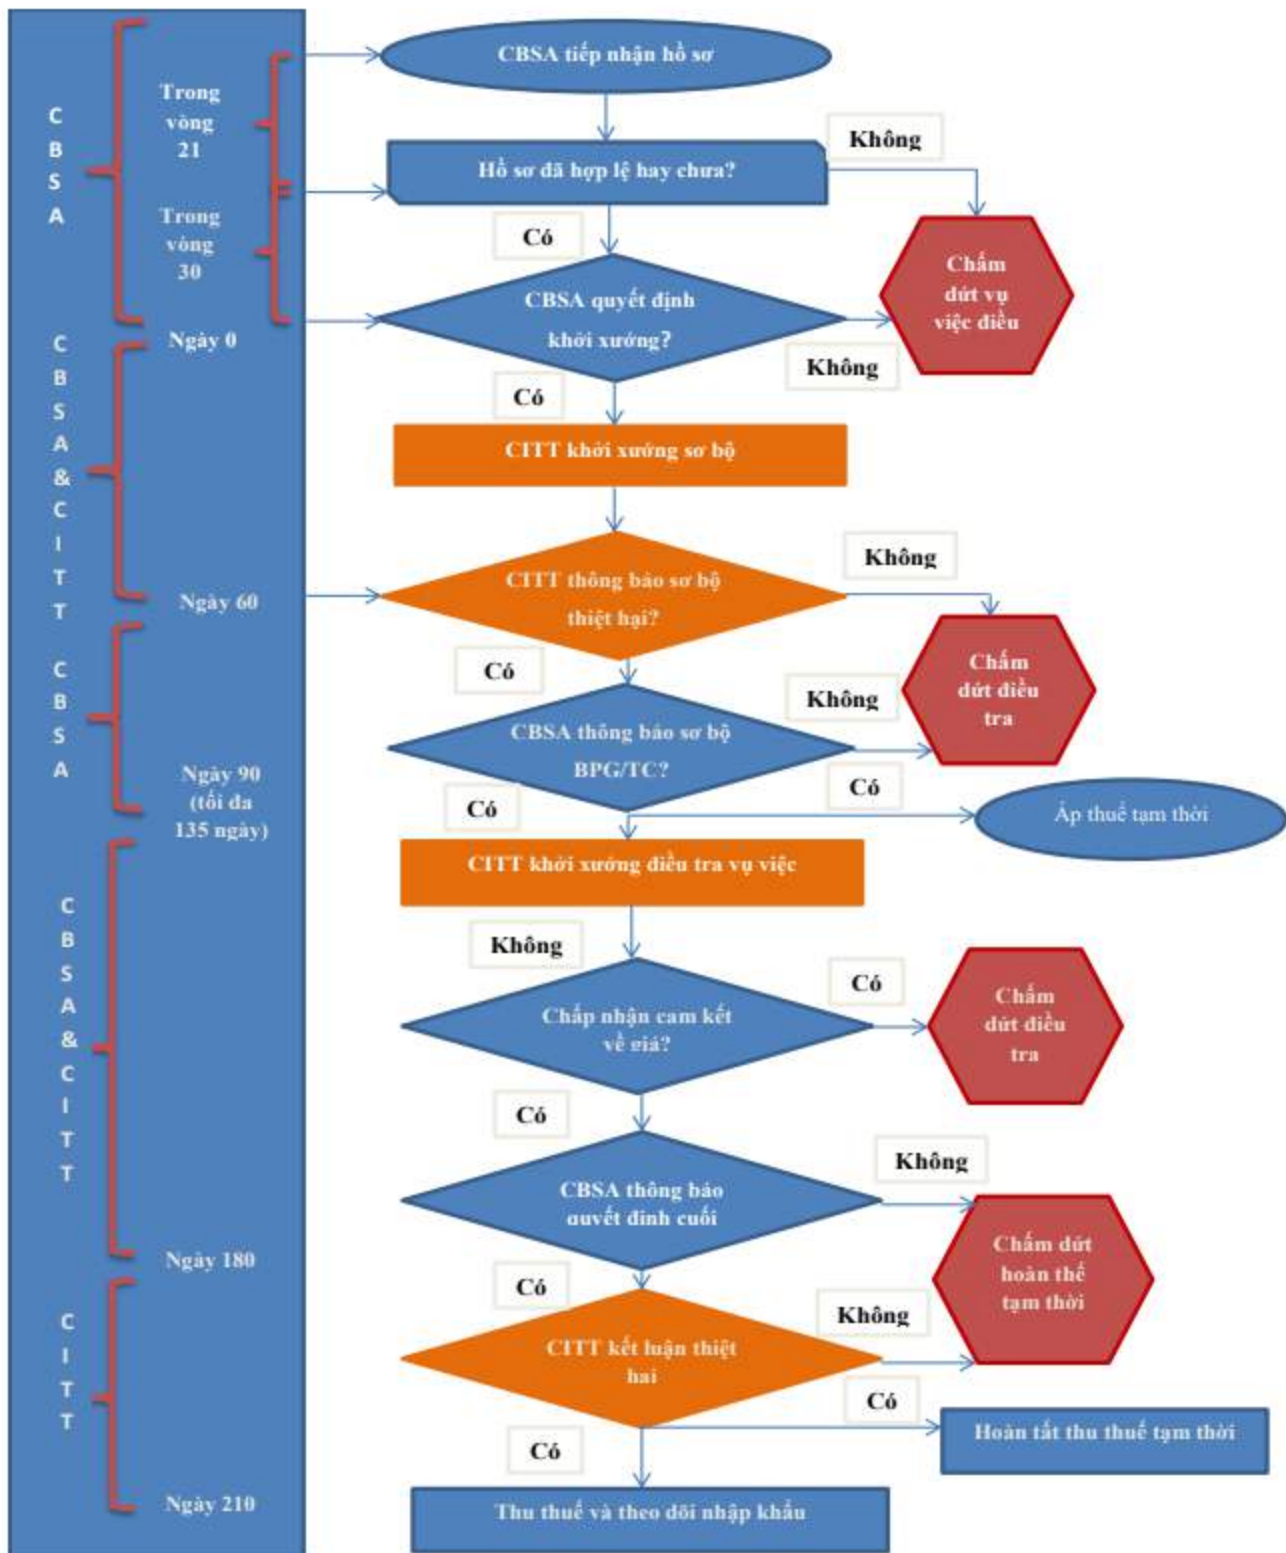 C
B
S
A
Trong
vòng
21
Trong
vòng
30
Ngày 0
C
B
S
A
&
C
I
T
T
Ngày 60
C
B
S
A
Ngày 90
(tối đa
135 ngày)
C
B
S
A
&
C
I
T
T
Ngày 180
C
I
T
T
Ngày 210
CBSA tiếp nhận hồ sơ
Hồ sơ đã hợp lệ hay chưa?
Không
Có
Chấm
dứt vụ
việc điều
CBSA quyết định
khởi xướng?
Không
Có
CITT khởi xướng sơ bộ
CITT thông báo sơ bộ
thiệt hại?
Không
Có
Chấm
dứt điều
tra
CBSA thông báo sơ bộ
BPG/TC?
Không
Có
Có
Áp thuế tạm thời
CITT khởi xướng điều tra vụ việc
Không
Chấp nhận cam kết
về giá?
Có
Chấm
dứt điều
tra
Có
CBSA thông báo
quyết định cuối
Không
Chấm dứt
hoàn thế
tạm thời
Có
CITT kết luận thiệt
hai
Không
Có
Hoàn tất thu thuế tạm thời
Có
Thu thuế và theo dõi nhập khẩu